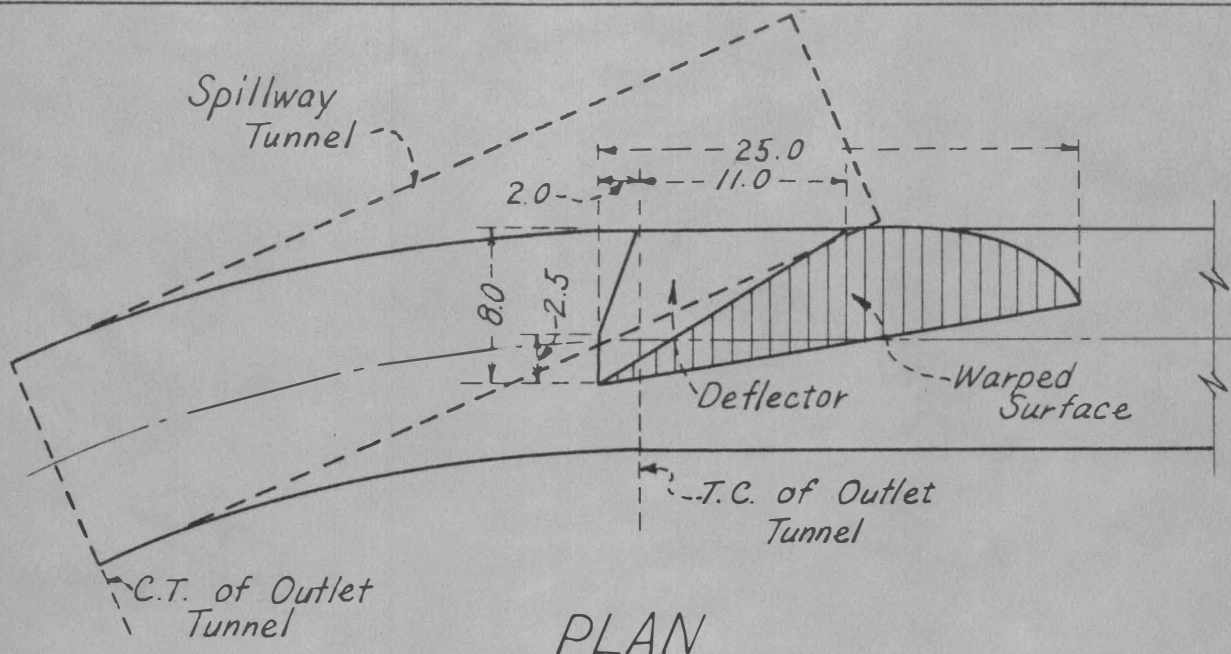 Spillway
Tunnel
25.0
2.0
11.0
8.0
2.5
Deflector
Warped
Surface
T.C. of Outlet
Tunnel
C.T. of Outlet
Tunnel
PLAN